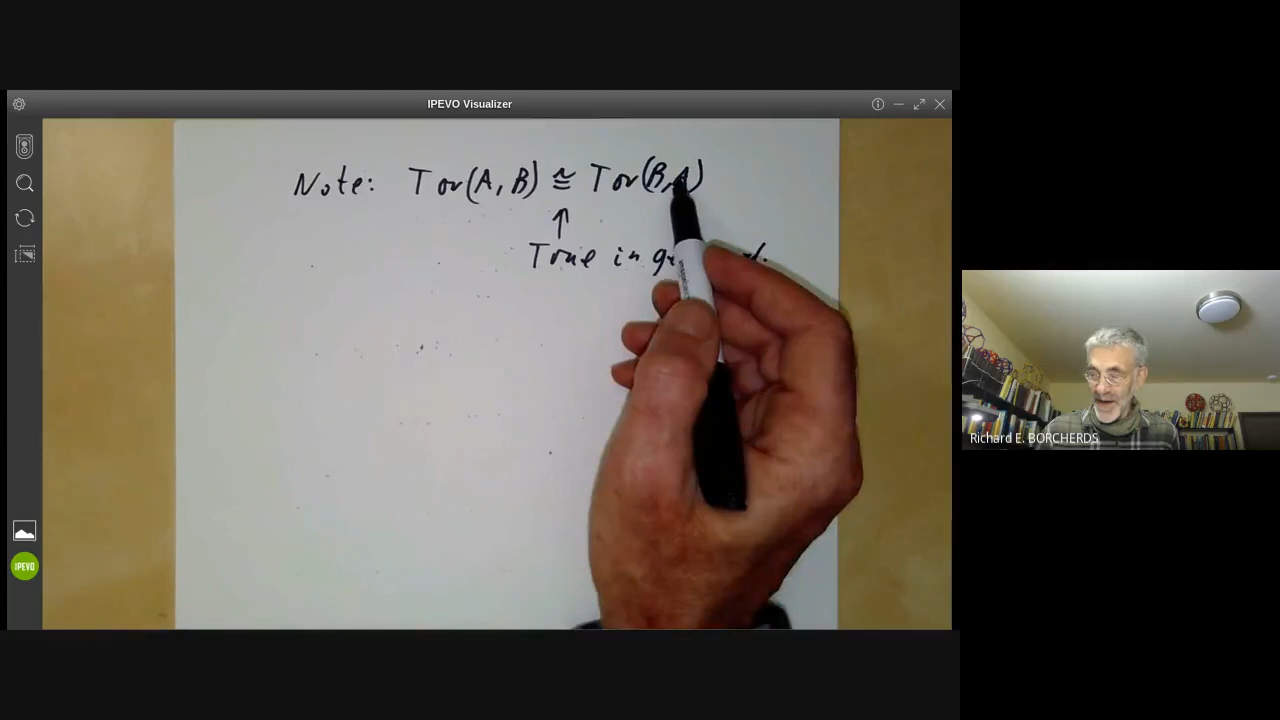 IPEVO Visualizer
Note: Tor(A, B) ≅ Tor(B, A)
↑
True in
IPEVO
Richard E. BORCHERDS